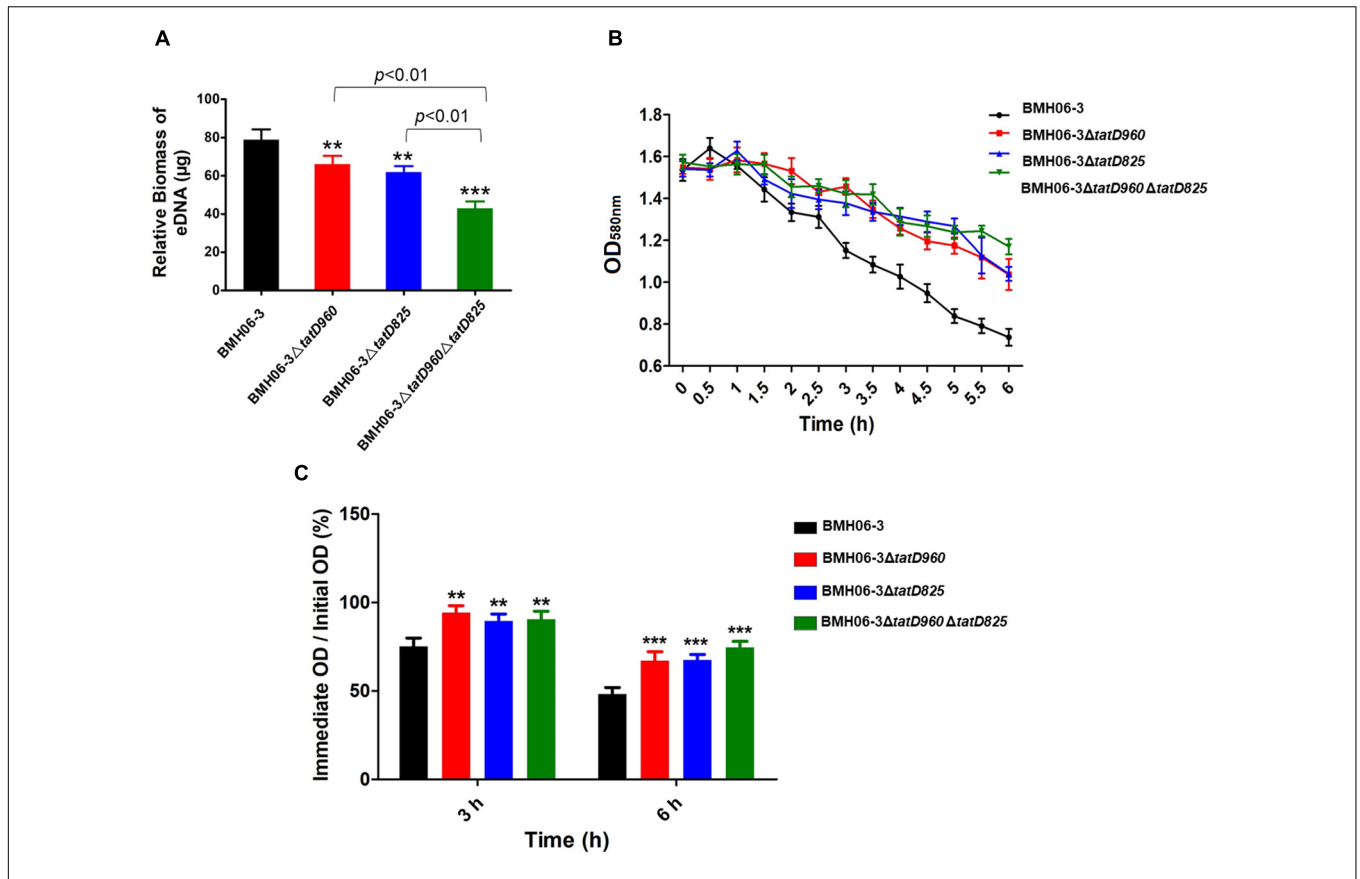 A
p<0.01
p<0.01
Relative Biomass of
eDNA (µg)
100
80
60
40
20
0
**
**
***
BMH06-3
BMH06-3△tatD960
BMH06-3△tatD825
BMH06-3△tatD960△tatD825
B
OD580nm
1.8
1.6
1.4
1.2
1.0
0.8
0.6
0
0.5
1
1.5
2
2.5
3
3.5
4
4.5
5
5.5
6
Time (h)
BMH06-3
BMH06-3ΔtatD960
BMH06-3ΔtatD825
BMH06-3ΔtatD960 ΔtatD825
C
Immediate OD / Initial OD (%)
150
100
50
0
**
**
**
***
***
***
3 h
6 h
Time (h)
BMH06-3
BMH06-3ΔtatD960
BMH06-3ΔtatD825
BMH06-3ΔtatD960 ΔtatD825